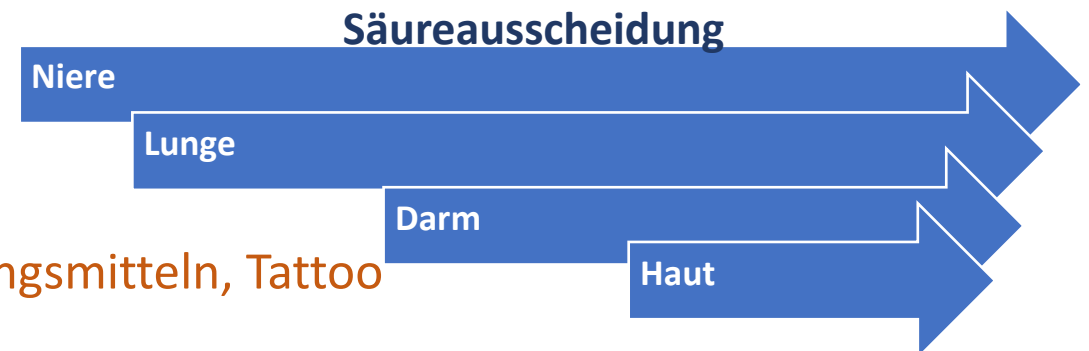 Säureausscheidung
Niere
Lunge
Darm
ngsmitteln, Tattoo
Haut